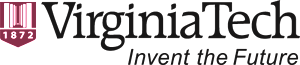 1872
VirginiaTech
Invent the Future